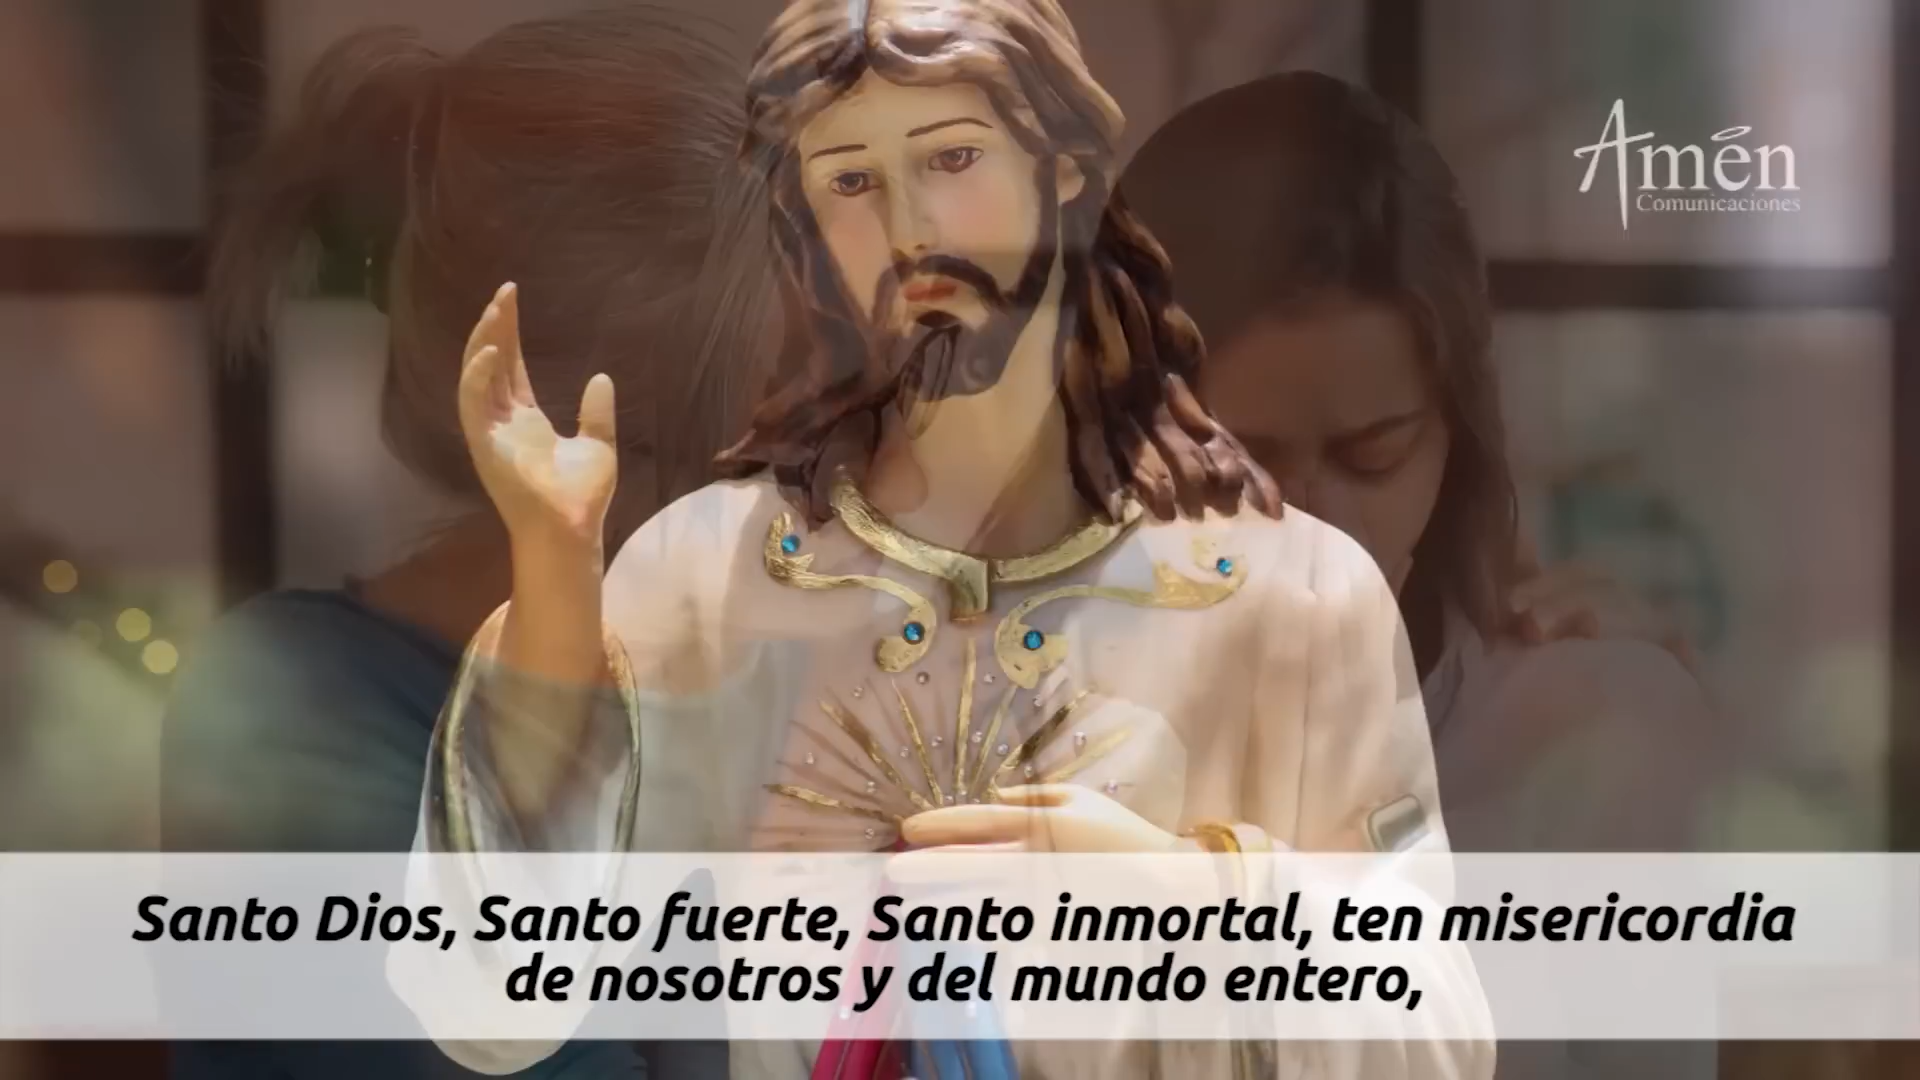 Amén
Comunicaciones
Santo Dios, Santo fuerte, Santo inmortal, ten misericordia
de nosotros y del mundo entero,